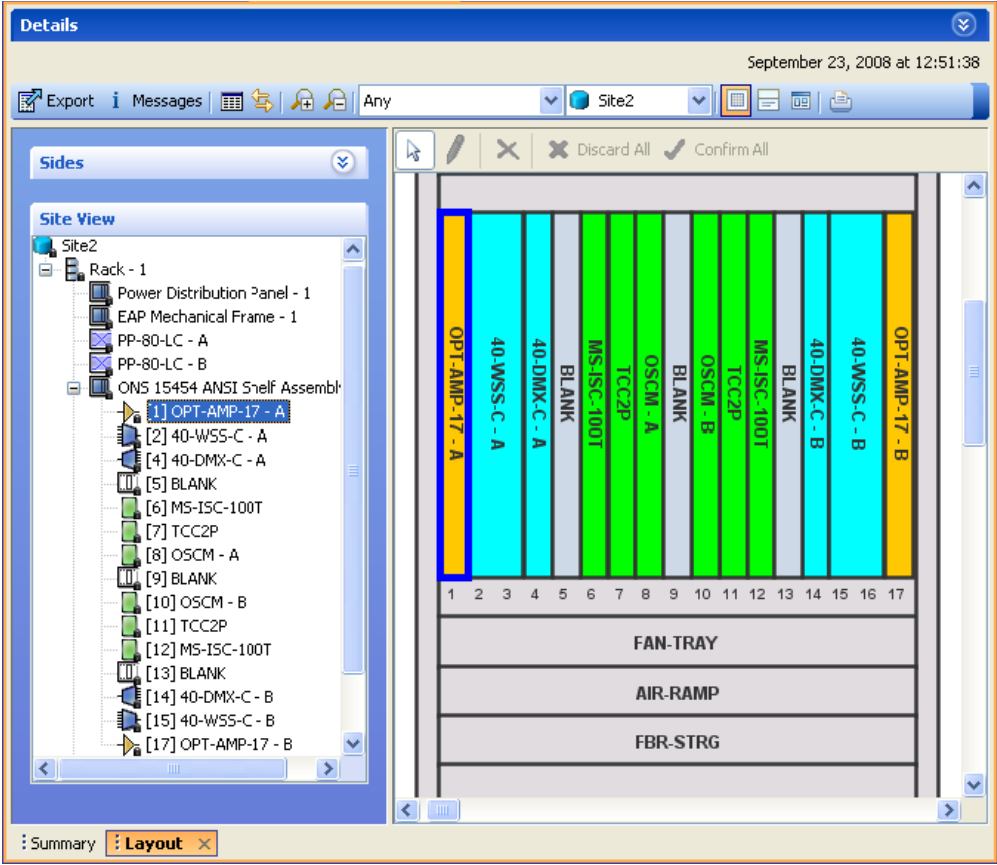 Details
September 23, 2008 at 12:51:38
Export i Messages Any Site2
Sides
Discard All Confirm All
Site View
Site2
Rack - 1
Power Distribution Panel - 1
EAP Mechanical Frame - 1
PP-80-LC - A
PP-80-LC - B
ONS 15454 ANSI Shelf Assembl
[1] OPT-AMP-17 - A
[2] 40-WSS-C - A
[4] 40-DMX-C - A
[5] BLANK
[6] MS-ISC-100T
[7] TCC2P
[8] OSCM - A
[9] BLANK
[10] OSCM - B
[11] TCC2P
[12] MS-ISC-100T
[13] BLANK
[14] 40-DMX-C - B
[15] 40-WSS-C - B
[17] OPT-AMP-17 - B
OPT-AMP-17 - A
40-WSS-C - A
40-DMX-C - A
BLANK
MS-ISC-100T
TCC2P
OSCM - A
BLANK
OSCM - B
TCC2P
MS-ISC-100T
BLANK
40-DMX-C - B
40-WSS-C - B
OPT-AMP-17 - B
1 2 3 4 5 6 7 8 9 10 11 12 13 14 15 16 17
FAN-TRAY
AIR-RAMP
FBR-STRG
Summary Layout